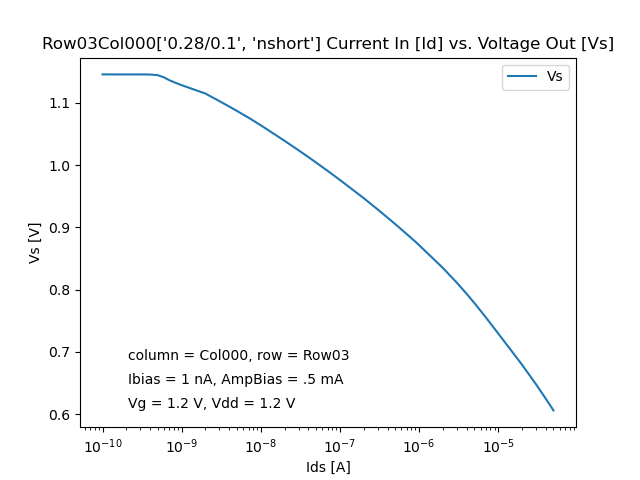 Row03Col000['0.28/0.1', 'nshort'] Current In [Id] vs. Voltage Out [Vs]
Vs
1.1
1.0
0.9
0.8
0.7
0.6
Vs [V]
column = Col000, row = Row03
Ibias = 1 nA, AmpBias = .5 mA
Vg = 1.2 V, Vdd = 1.2 V
10⁻¹⁰ 10⁻⁹ 10⁻⁸ 10⁻⁷ 10⁻⁶ 10⁻⁵
Ids [A]